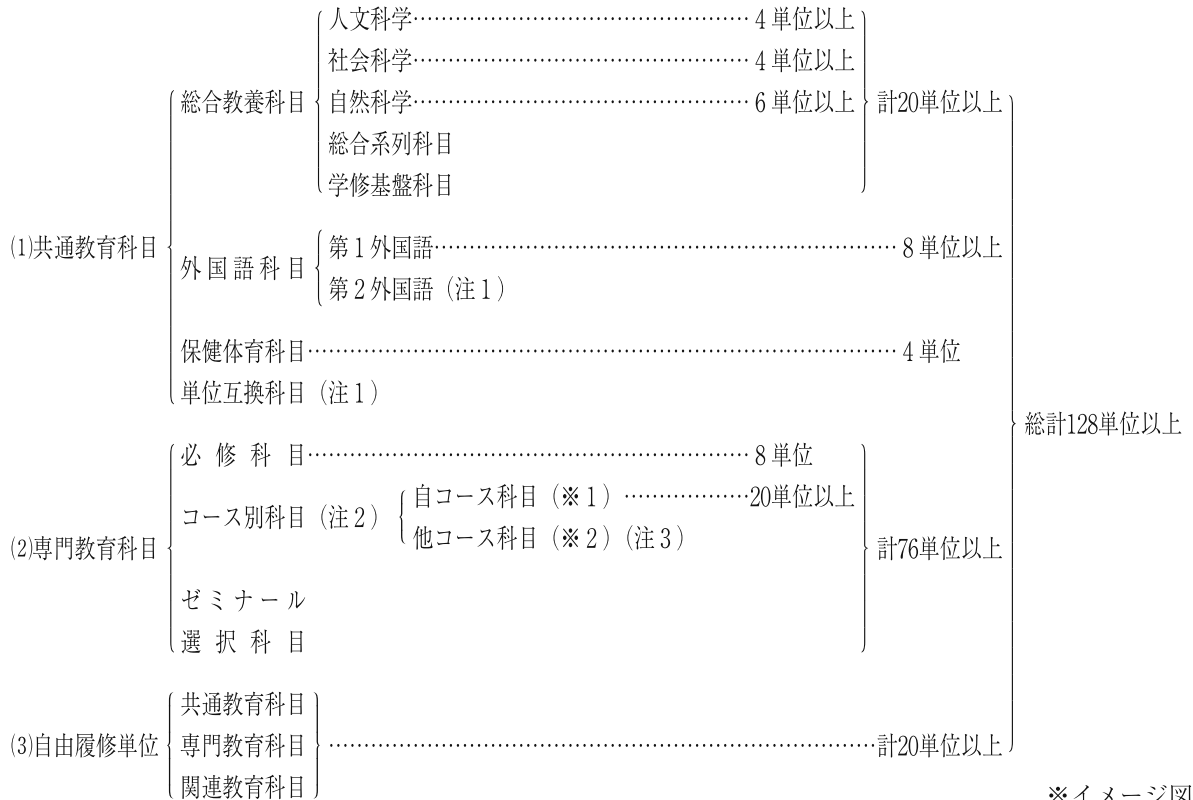 人文科学……………………………………………4単位以上
社会科学……………………………………………4単位以上
総合教養科目 自然科学……………………………………………6単位以上 計20単位以上
総合系列科目
学修基盤科目
(1)共通教育科目 第1外国語……………………………………………8単位以上
外国語科目
第2外国語（注1）
保健体育科目……………………………………………4単位
単位互換科目（注1）
総計128単位以上
必修科目……………………………………………8単位
自コース科目（※1）………………20単位以上
コース別科目（注2）
他コース科目（※2）（注3）
(2)専門教育科目 計76単位以上
ゼミナール
選択科目
共通教育科目
(3)自由履修単位 専門教育科目 ……………………………………………計20単位以上
関連教育科目
※イメージ図